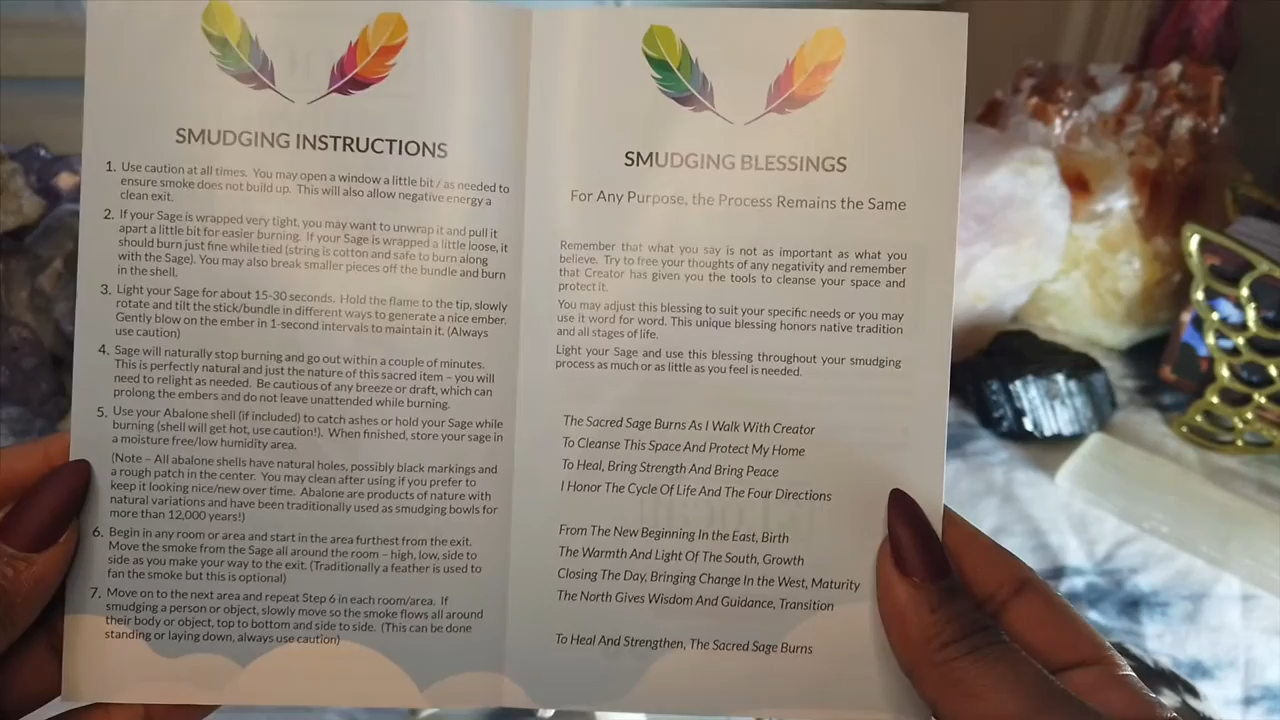 SMUDGING INSTRUCTIONS
1. Use caution at all times. You may open a window a little bit / as needed to
ensure smoke does not build up. This will also allow negative energy a
clean exit.
2. If your Sage is wrapped very tight, you may want to unwrap it and pull it
apart a little bit for easier burning. If your Sage is wrapped a little loose, it
should burn just fine while tied (string is cotton and safe to burn along
with the Sage). You may also break smaller pieces off the bundle and burn
in the shell.
3. Light your Sage for about 15-30 seconds. Hold the flame to the tip, slowly
rotate and tilt the stick/bundle in different ways to generate a nice ember.
Gently blow on the ember in 1-second intervals to maintain it. (Always
use caution)
4. Sage will naturally stop burning and go out within a couple of minutes.
This is perfectly natural and just the nature of this sacred item – you will
need to relight as needed. Be cautious of any breeze or draft, which can
prolong the embers and do not leave unattended while burning.
5. Use your Abalone shell (if included) to catch ashes or hold your Sage while
burning (shell will get hot, use caution!). When finished, store your sage in
a moisture free/low humidity area.
(Note – All abalone shells have natural holes, possibly black markings and
a rough patch in the center. You may clean after using if you prefer to
keep it looking nice/new over time. Abalone are products of nature with
natural variations and have been traditionally used as smudging bowls for
more than 12,000 years!)
6. Begin in any room or area and start in the area furthest from the exit.
Move the smoke from the Sage all around the room – high, low, side to
side as you make your way to the exit. (Traditionally a feather is used to
fan the smoke but this is optional)
7. Move on to the next area and repeat Step 6 in each room/area. If
smudging a person or object, slowly move so the smoke flows all around
their body or object, top to bottom and side to side. (This can be done
standing or laying down, always use caution)
SMUDGING BLESSINGS
For Any Purpose, the Process Remains the Same
Remember that what you say is not as important as what you
believe. Try to free your thoughts of any negativity and remember
that Creator has given you the tools to cleanse your space and
protect it.
You may adjust this blessing to suit your specific needs or you may
use it word for word. This unique blessing honors native tradition
and all stages of life.
Light your Sage and use this blessing throughout your smudging
process as much or as little as you feel is needed.
The Sacred Sage Burns As I Walk With Creator
To Cleanse This Space And Protect My Home
To Heal, Bring Strength And Bring Peace
I Honor The Cycle Of Life And The Four Directions
From The New Beginning In the East, Birth
The Warmth And Light Of The South, Growth
Closing The Day, Bringing Change In the West, Maturity
The North Gives Wisdom And Guidance, Transition
To Heal And Strengthen, The Sacred Sage Burns